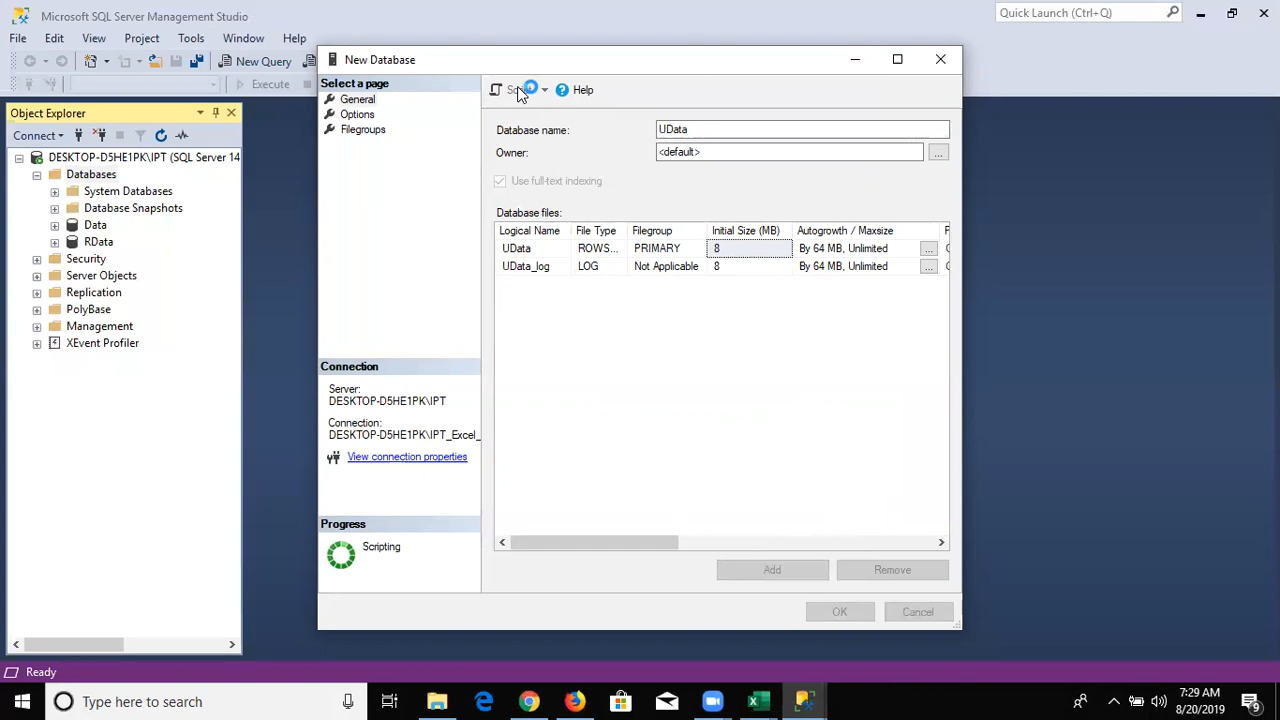 Microsoft SQL Server Management Studio
Quick Launch (Ctrl+Q)
File Edit View Project Tools Window Help
New Query
Execute
New Database
Object Explorer
Connect
DESKTOP-D5HE1PK\IPT (SQL Server 14
Databases
System Databases
Database Snapshots
Data
RData
Security
Server Objects
Replication
PolyBase
Management
XEvent Profiler
Select a page
General
Options
Filegroups
Connection
Server:
DESKTOP-D5HE1PK\IPT
Connection:
DESKTOP-D5HE1PK\IPT_Excel_
View connection properties
Progress
Scripting
Help
Database name: UData
Owner: <default> ...
Use full-text indexing
Database files:
Logical Name File Type Filegroup Initial Size (MB) Autogrowth / Maxsize
UData ROWS... PRIMARY 8 By 64 MB, Unlimited ...
UData_log LOG Not Applicable 8 By 64 MB, Unlimited ...
Add Remove
OK Cancel
Ready
Type here to search
7:29 AM
8/20/2019
9